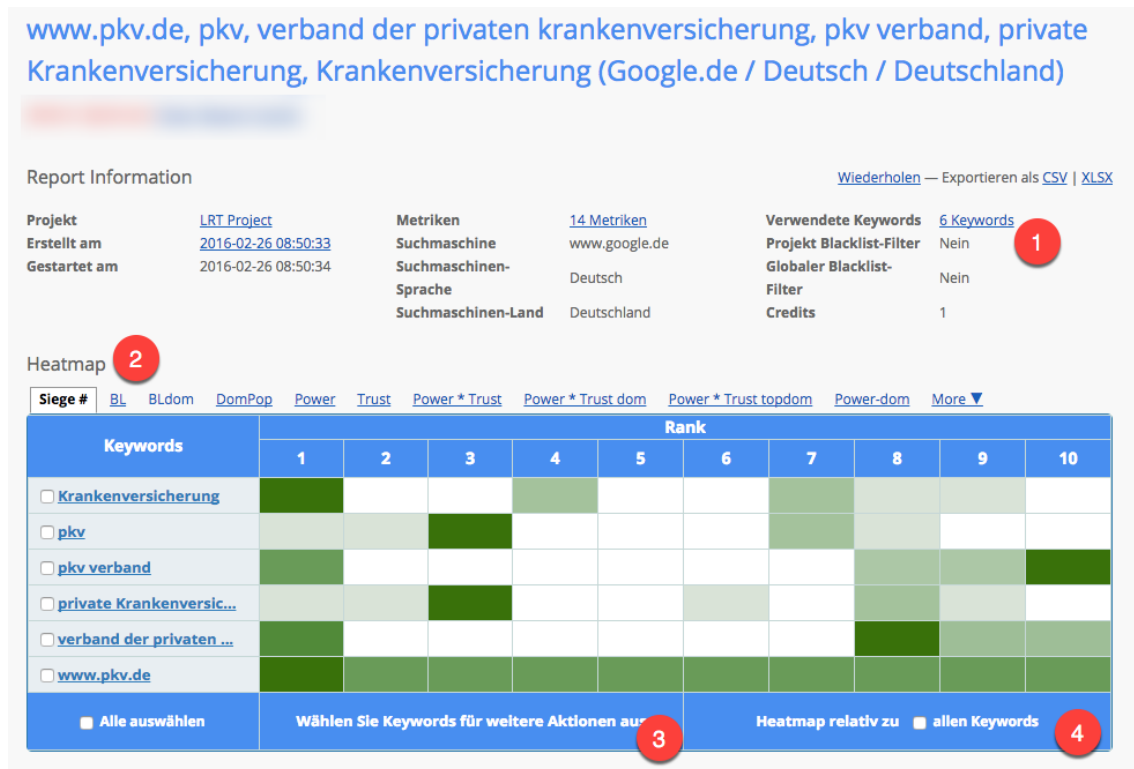 www.pkv.de, pkv, verband der privaten krankenversicherung, pkv verband, private
Krankenversicherung, Krankenversicherung (Google.de / Deutsch / Deutschland)
Report Information
Wiederholen — Exportieren als CSV | XLSX
Projekt LRT Project Metriken 14 Metriken Verwendete Keywords 6 Keywords
Erstellt am 2016-02-26 08:50:33 Suchmaschine www.google.de Projekt Blacklist-Filter Nein
1
Gestartet am 2016-02-26 08:50:34 Suchmaschinen-Sprache Deutsch Globaler Blacklist-Filter Nein
Suchmaschinen-Land Deutschland Credits 1
Heatmap 2
Siege # BL BLdom DomPop Power Trust Power * Trust Power * Trust dom Power * Trust topdom Power-dom More ▼
Keywords Rank
1 2 3 4 5 6 7 8 9 10
Krankenversicherung
pkv
pkv verband
private Krankenversic...
verband der privaten ...
www.pkv.de
Alle auswählen Wählen Sie Keywords für weitere Aktionen aus 3 Heatmap relativ zu allen Keywords 4